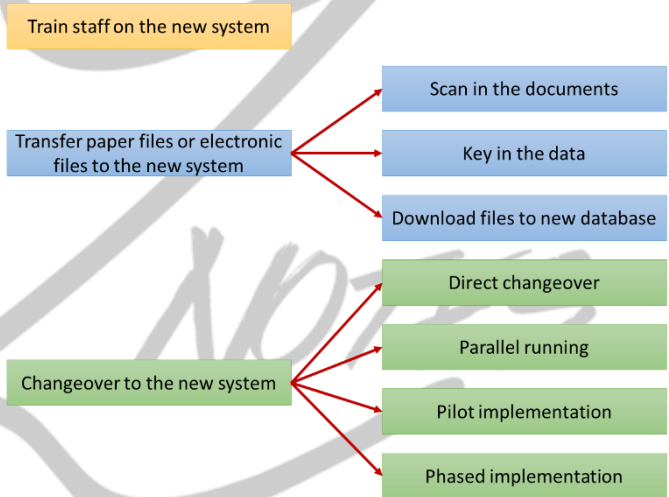 Train staff on the new system
Transfer paper files or electronic
files to the new system
Scan in the documents
Key in the data
Download files to new database
Changeover to the new system
Direct changeover
Parallel running
Pilot implementation
Phased implementation
NOTES